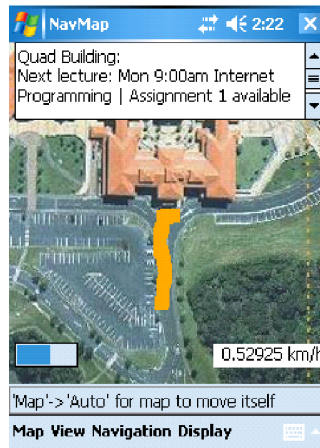 NavMap 2:22
Quad Building:
Next lecture: Mon 9:00am Internet
Programming | Assignment 1 available
0.52925 km/h
'Map'->'Auto' for map to move itself
Map View Navigation Display